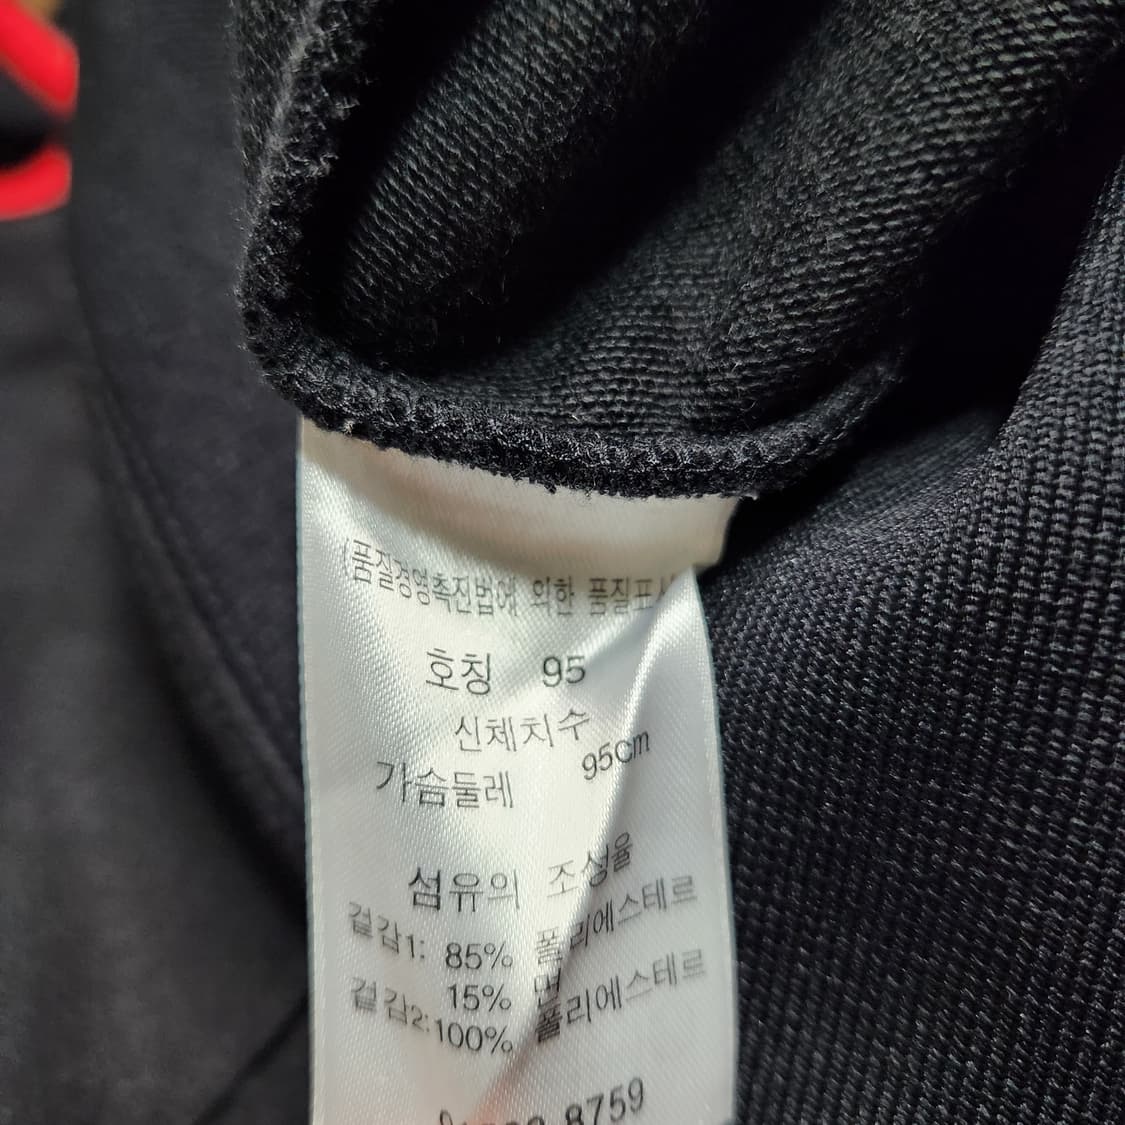 (품질경영촉진법에 의한 품질표시
호칭 95
신체치수
가슴둘레 95cm
섬유의 조성율
겉감1: 85% 폴리에스테르
15% 면
겉감2:100% 폴리에스테르
8759